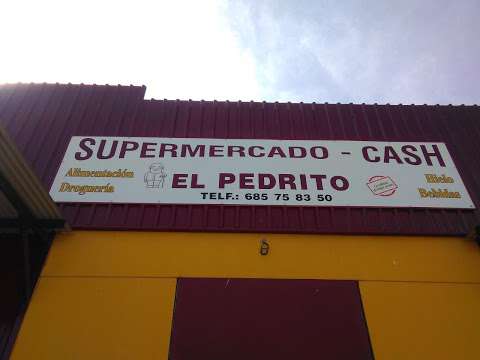 SUPERMERCADO - CASH
Alimentación
Droguería
EL PEDRITO
Hielo
Bebidas
TELF.: 685 75 83 50